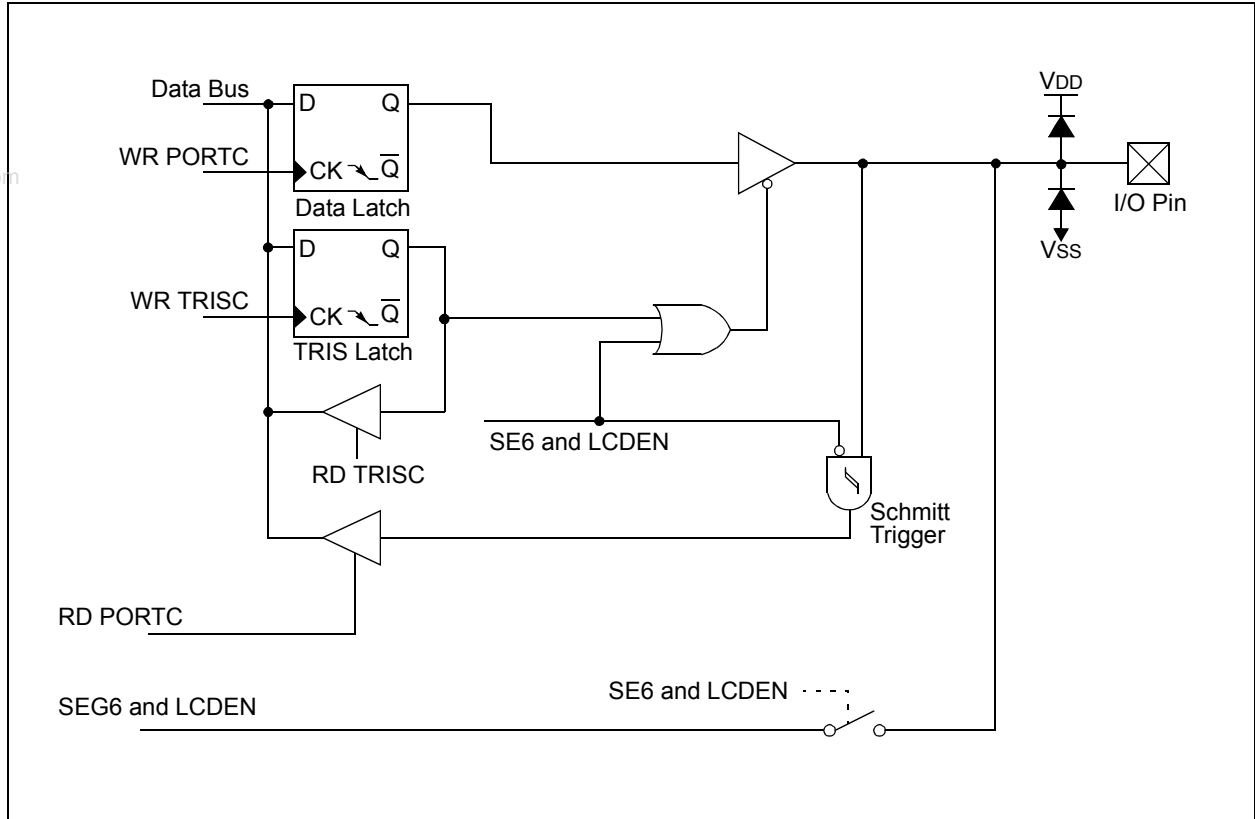 Data Bus
D Q
VDD
WR PORTC
CK Q̅
om
Data Latch
I/O Pin
D Q
VSS
WR TRISC
CK Q̅
TRIS Latch
SE6 and LCDEN
RD TRISC
Schmitt
Trigger
RD PORTC
SE6 and LCDEN
SEG6 and LCDEN